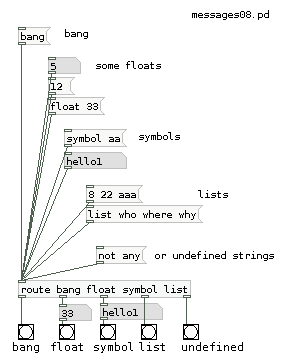 messages08.pd
bang bang
5 some floats
12
float 33
symbol aa symbols
hello1
8 22 aaa lists
list who where why
not any or undefined strings
route bang float symbol list
33 hello1
bang float symbol list undefined